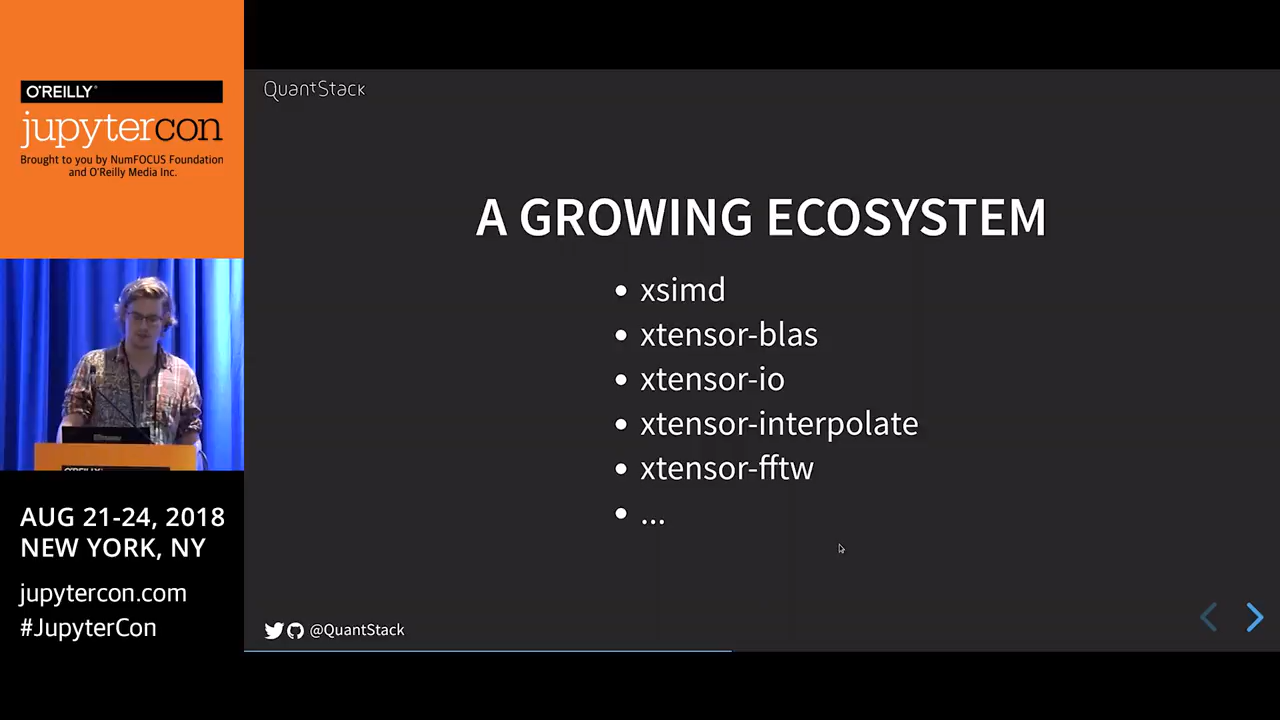 O'REILLY®
jupytercon
Brought to you by NumFOCUS Foundation
and O'Reilly Media Inc.
AUG 21-24, 2018
NEW YORK, NY
jupytercon.com
#JupyterCon
QuantStack
A GROWING ECOSYSTEM
• xsimd
• xtensor-blas
• xtensor-io
• xtensor-interpolate
• xtensor-fftw
• ...
@QuantStack
O'REILLY